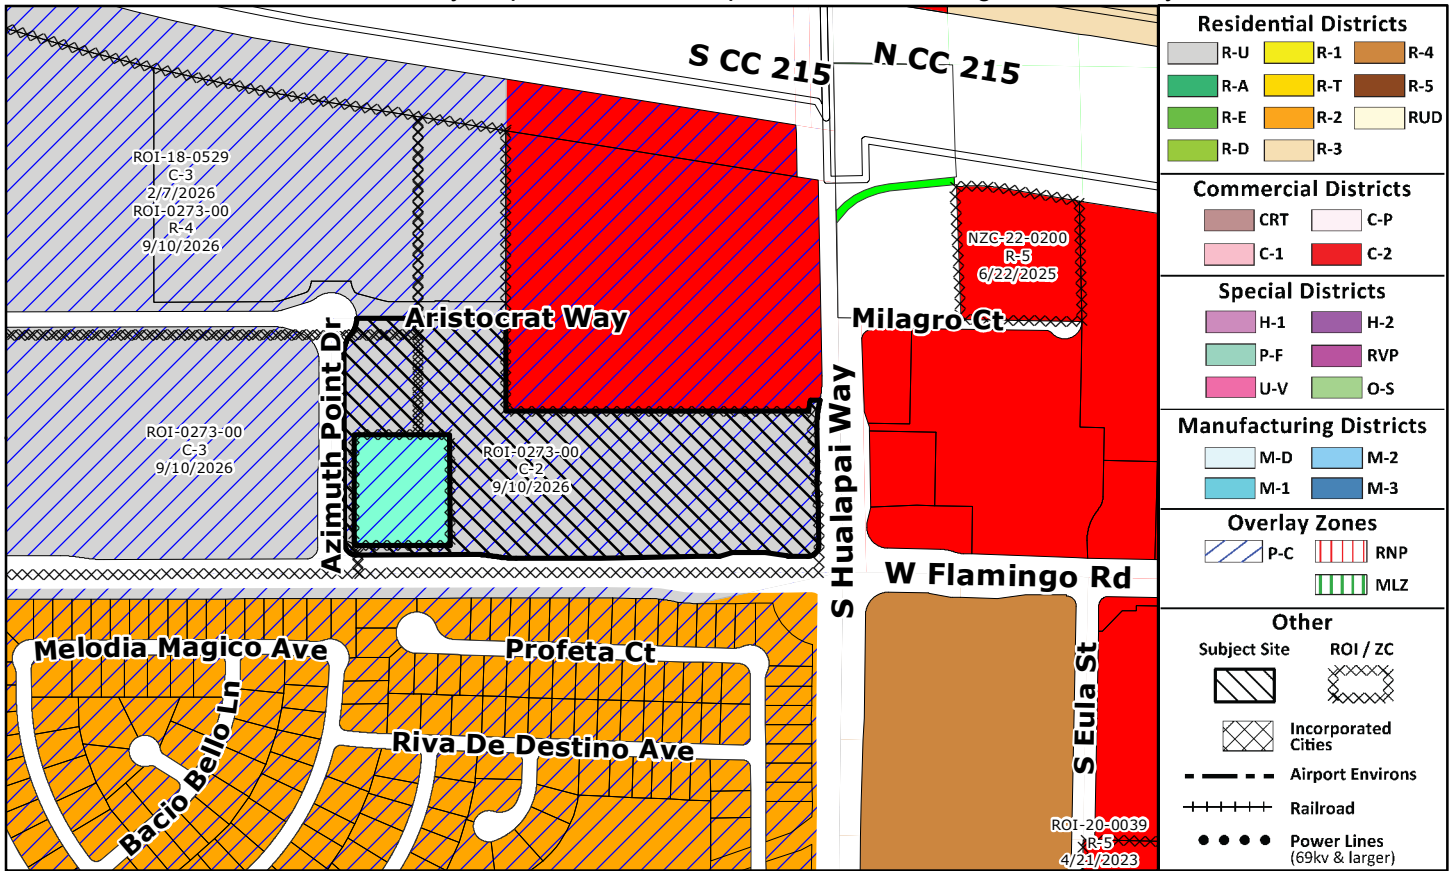 S CC 215
N CC 215
ROI-18-0529
C-3
2/7/2026
ROI-0273-00
R-4
9/10/2026
NZC-22-0200
R-5
6/22/2025
Aristocrat Way
Milagro Ct
Azimuth Point Dr
S Hualapai Way
ROI-0273-00
C-3
9/10/2026
ROI-0273-00
C-2
9/10/2026
W Flamingo Rd
Melodia Magico Ave
Profeta Ct
Bacio Bello Ln
Riva De Destino Ave
S Eula St
ROI-20-0039
R-5
4/21/2023
Residential Districts
R-U R-1 R-4
R-A R-T R-5
R-E R-2 RUD
R-D R-3
Commercial Districts
CRT C-P
C-1 C-2
Special Districts
H-1 H-2
P-F RVP
U-V O-S
Manufacturing Districts
M-D M-2
M-1 M-3
Overlay Zones
P-C RNP
MLZ
Other
Subject Site ROI / ZC
Incorporated
Cities
Airport Environs
Railroad
Power Lines
(69kv & larger)